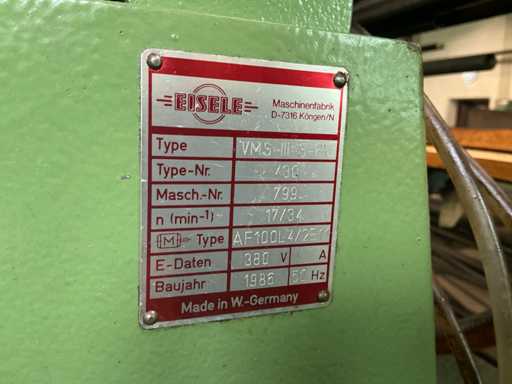 EISELE
Maschinenfabrik
D-7316 Köngen/N
Type
Type-Nr.
Masch.-Nr. 799
n (min-1) 17/34
M Type
E-Daten 380 V A
Baujahr 1986 50 Hz
Made in W.-Germany